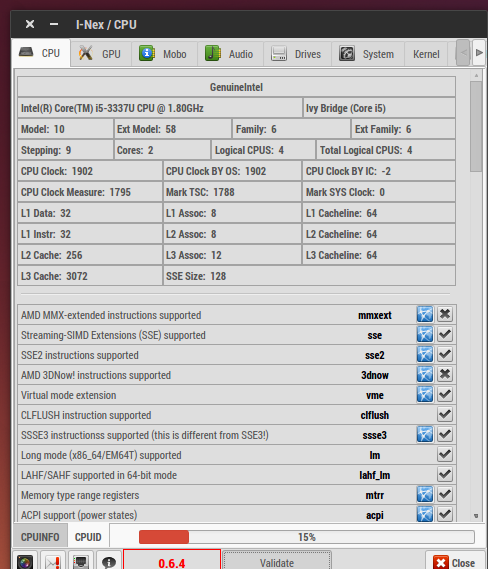 I-Nex / CPU
CPU GPU Mobo Audio Drives System Kernel
GenuineIntel
Intel(R) Core(TM) i5-3337U CPU @ 1.80GHz Ivy Bridge (Core i5)
Model: 10 Ext Model: 58 Family: 6 Ext Family: 6
Stepping: 9 Cores: 2 Logical CPUS: 4 Total Logical CPUS: 4
CPU Clock: 1902 CPU Clock BY OS: 1902 CPU Clock BY IC: -2
CPU Clock Measure: 1795 Mark TSC: 1788 Mark SYS Clock: 0
L1 Data: 32 L1 Assoc: 8 L1 Cacheline: 64
L1 Instr: 32 L2 Assoc: 8 L2 Cacheline: 64
L2 Cache: 256 L3 Assoc: 12 L3 Cacheline: 64
L3 Cache: 3072 SSE Size: 128
AMD MMX-extended instructions supported mmxext
Streaming-SIMD Extensions (SSE) supported sse
SSE2 instructions supported sse2
AMD 3DNow! instructions supported 3dnow
Virtual mode extension vme
CLFLUSH instruction supported clflush
SSSE3 instructionss supported (this is different from SSE3!) ssse3
Long mode (x86_64/EM64T) supported lm
LAHF/SAHF supported in 64-bit mode lahf_lm
Memory type range registers mtrr
ACPI support (power states) acpi
CPUINFO CPUID 15%
0.6.4 Validate Close